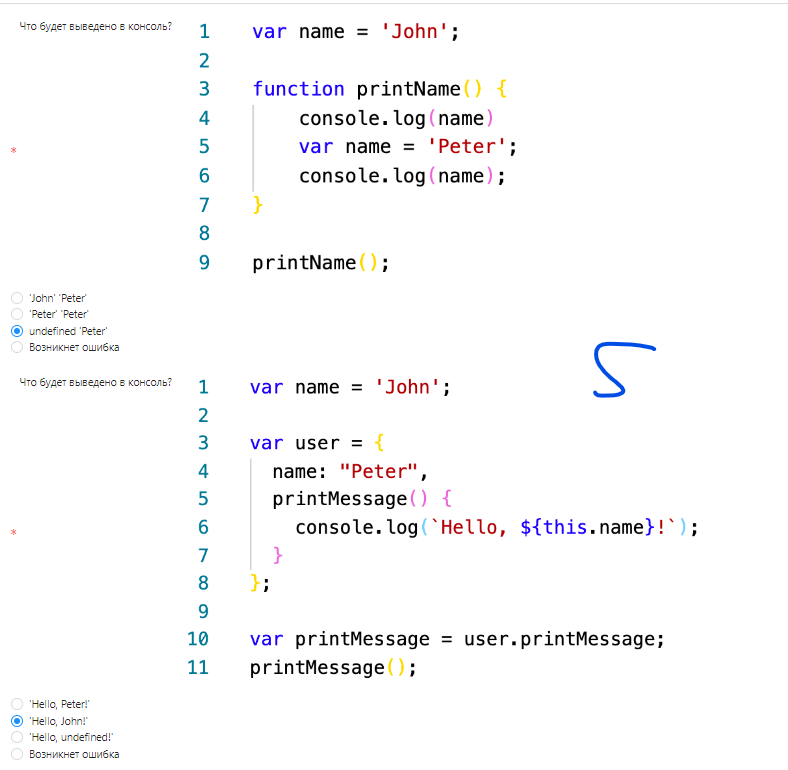 Что будет выведено в консоль?
1 var name = 'John';
2
3 function printName() {
4 console.log(name)
* 5 var name = 'Peter';
6 console.log(name);
7 }
8
9 printName();
'John' 'Peter'
'Peter' 'Peter'
undefined 'Peter'
Возникнет ошибка
S
Что будет выведено в консоль?
1 var name = 'John';
2
3 var user = {
4 name: "Peter",
5 printMessage() {
* 6 console.log(`Hello, ${this.name}!`);
7 }
8 };
9
10 var printMessage = user.printMessage;
11 printMessage();
'Hello, Peter!'
'Hello, John!'
'Hello, undefined!'
Возникнет ошибка